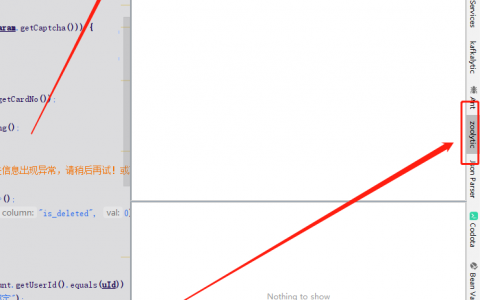 aram.getCaptcha())) {
getCardNo());
ng();
信息出现异常，请稍后再试！或
();
column: "is_deleted", val: 0)
unt.getUserId().equals(uId))
定");
Nothing to show
Services
kafkalytic
Ant
zoolytic
Json Parser
Codota
Bean Va